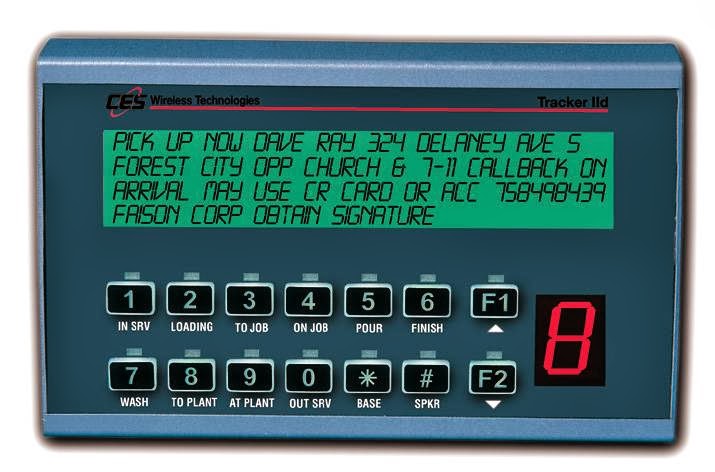 CES Wireless Technologies
Tracker IId
PICK UP NOW DAVE RAY 324 DELANEY AVE S
FOREST CITY OPP CHURCH & 7-11 CALLBACK ON
ARRIVAL MAY USE CR CARD OR ACC 758498439
FAISON CORP OBTAIN SIGNATURE
1 2 3 4 5 6 F1
IN SRV LOADING TO JOB ON JOB POUR FINISH
8
7 8 9 0 * # F2
WASH TO PLANT AT PLANT OUT SRV BASE SPKR